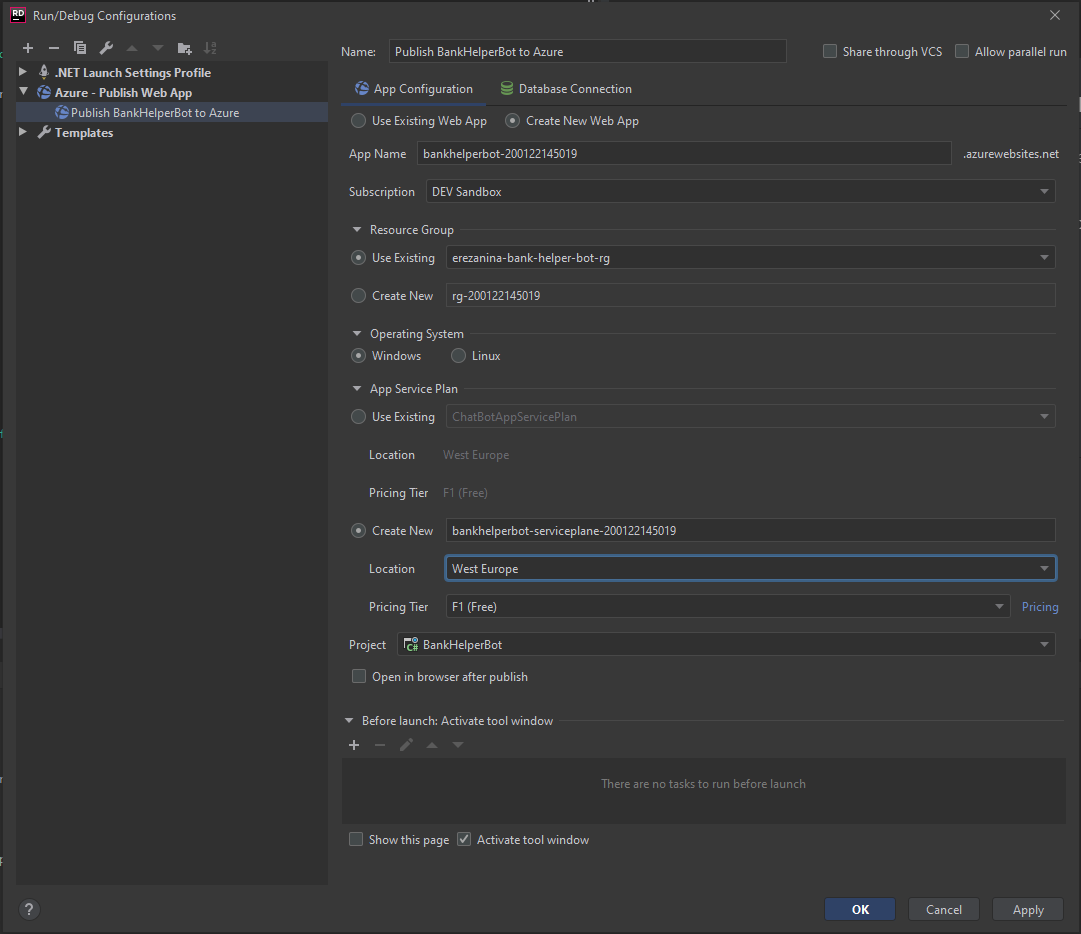 RD Run/Debug Configurations
Name: Publish BankHelperBot to Azure Share through VCS Allow parallel run
.NET Launch Settings Profile
Azure - Publish Web App
Publish BankHelperBot to Azure
Templates
App Configuration Database Connection
Use Existing Web App Create New Web App
App Name bankhelperbot-200122145019 .azurewebsites.net
Subscription DEV Sandbox
Resource Group
Use Existing erezanina-bank-helper-bot-rg
Create New rg-200122145019
Operating System
Windows Linux
App Service Plan
Use Existing ChatBotAppServicePlan
Location West Europe
Pricing Tier F1 (Free)
Create New bankhelperbot-serviceplane-200122145019
Location West Europe
Pricing Tier F1 (Free) Pricing
Project C# BankHelperBot
Open in browser after publish
Before launch: Activate tool window
There are no tasks to run before launch
Show this page Activate tool window
? OK Cancel Apply